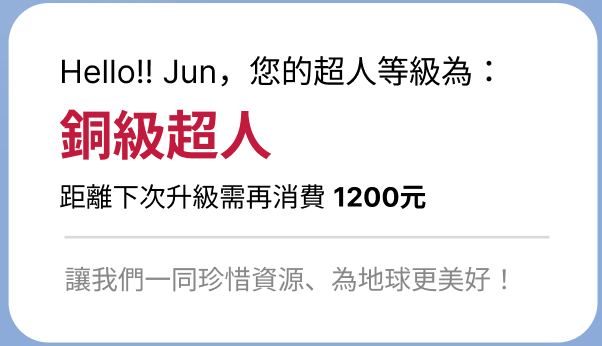 Hello!! Jun，您的超人等級為：
銅級超人
距離下次升級需再消費 1200元
讓我們一同珍惜資源、為地球更美好！